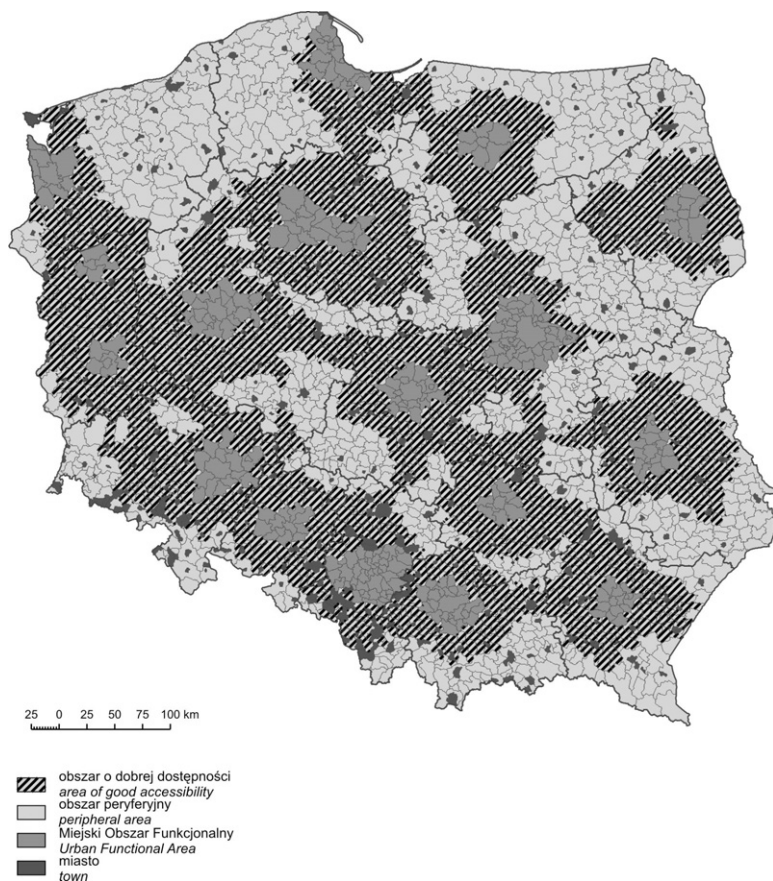 25 0 25 50 75 100 km
obszar o dobrej dostępności
area of good accessibility
obszar peryferyjny
peripheral area
Miejski Obszar Funkcjonalny
Urban Functional Area
miasto
town